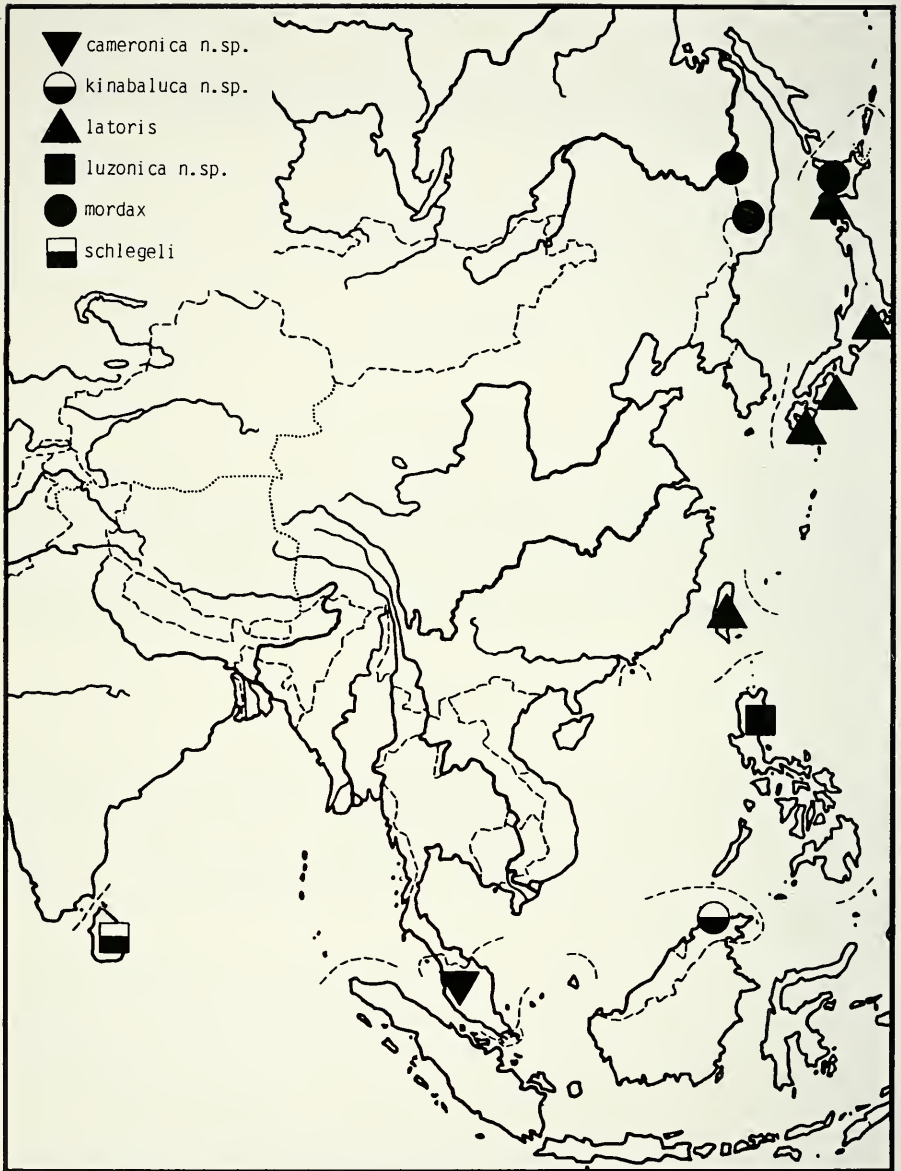 cameronica n.sp.
kinabaluca n.sp.
latoris
luzonica n.sp.
mordax
schlegeli